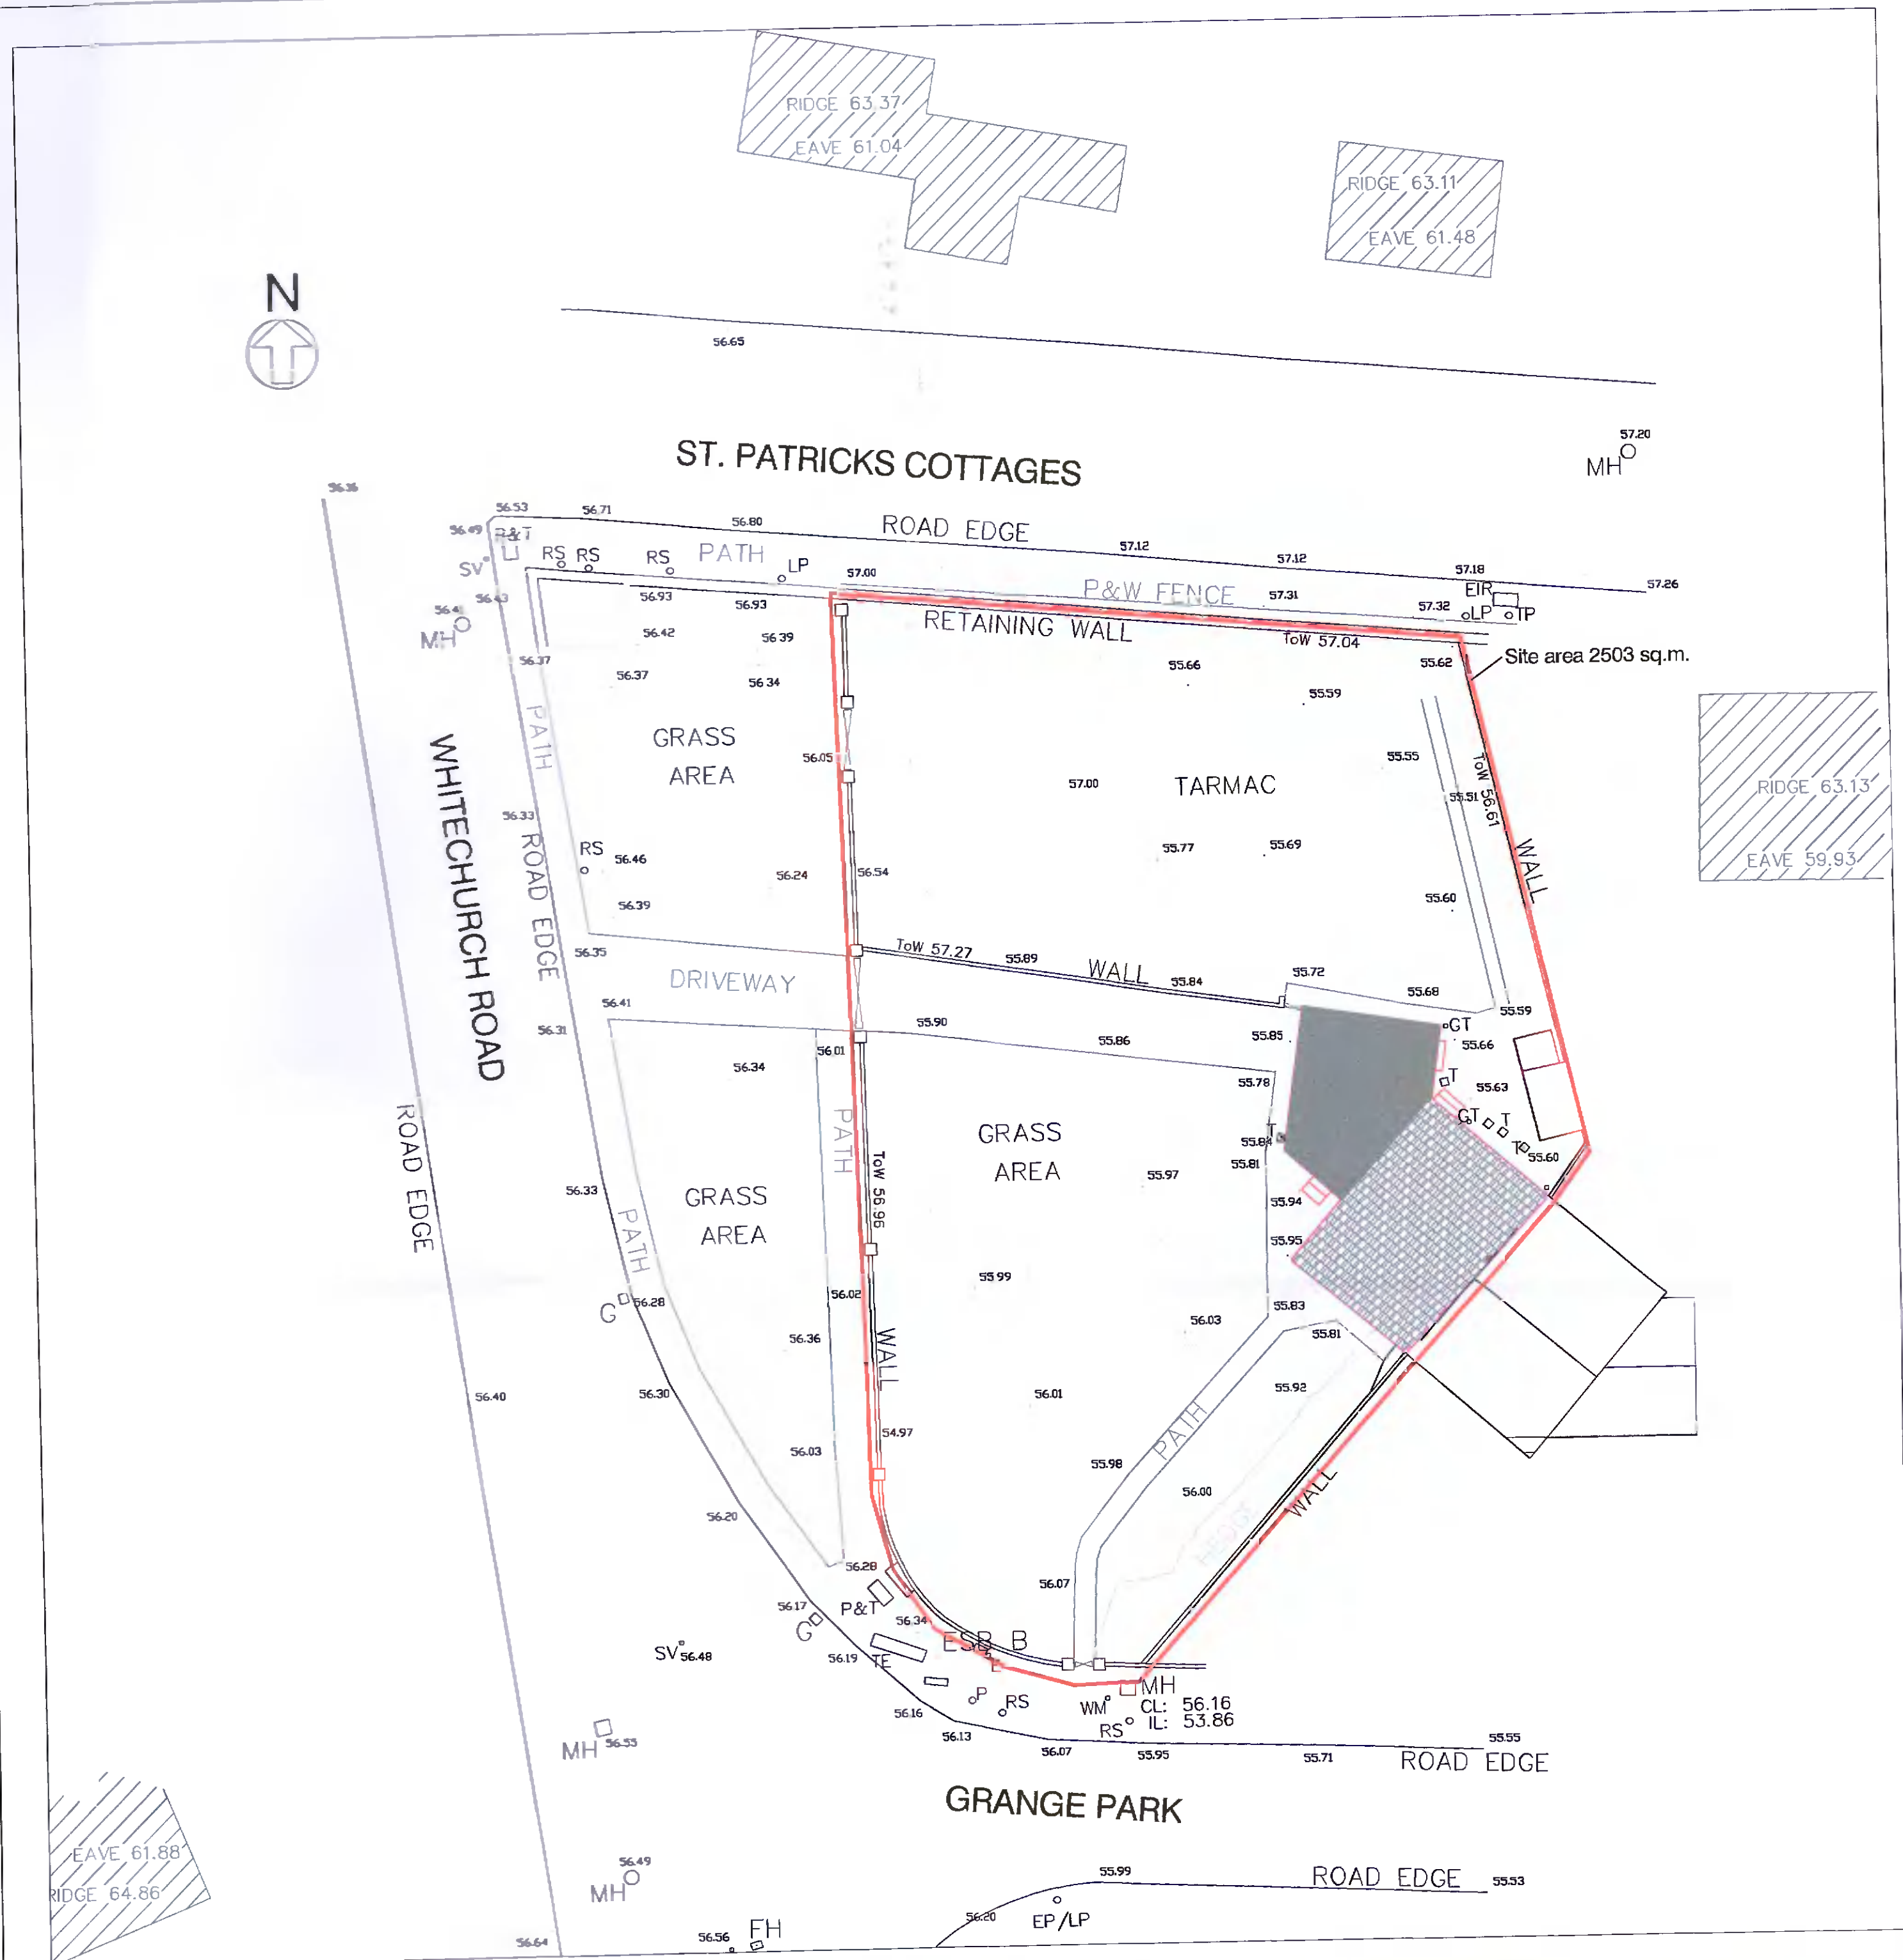 RIDGE 63.37
EAVE 61.04
RIDGE 63.11
EAVE 61.48
N
56.65
57.20
MH
ST. PATRICKS COTTAGES
56.36
56.53
56.71
56.80
ROAD EDGE
57.12
57.12
57.18
57.26
56.49
P&T
SV
RS
RS
RS
PATH
LP
57.00
P&W FENCE
57.31
57.32
EIR
LP
TP
56.43
56.93
56.93
RETAINING WALL
ToW 57.04
MH
56.42
56.39
56.37
56.37
56.34
55.66
55.62
Site area 2503 sq.m.
55.59
PATH
GRASS
AREA
56.05
57.00
TARMAC
55.55
55.51
ToW 56.61
WALL
RIDGE 63.13
EAVE 59.93
WHITECHURCH ROAD
56.33
ROAD EDGE
RS
56.46
56.24
56.54
55.77
55.69
56.39
55.60
56.35
ToW 57.27
55.89
WALL
55.84
55.72
55.68
55.59
DRIVEWAY
56.41
56.31
55.90
55.86
55.85
GT
55.66
56.01
56.34
55.78
T
55.63
ROAD EDGE
PATH
GRASS
AREA
T
55.84
GT
T
T
55.60
ToW 56.96
55.97
55.81
56.33
GRASS
AREA
55.94
PATH
55.95
55.99
G
56.28
56.02
55.83
56.03
55.81
56.36
WALL
56.40
56.30
56.01
55.92
54.97
PATH
56.03
55.98
56.00
WALL
HEDGE
56.20
56.28
56.07
56.17
G
P&T
56.34
ESB B
SV
56.48
56.19
TE
P
RS
WM
MH
CL: 56.16
IL: 53.86
RS
56.16
MH
56.55
56.13
56.07
55.95
55.71
55.55
ROAD EDGE
GRANGE PARK
EAVE 61.88
RIDGE 64.86
56.49
MH
55.99
ROAD EDGE
55.53
56.20
EP/LP
56.64
56.56
FH